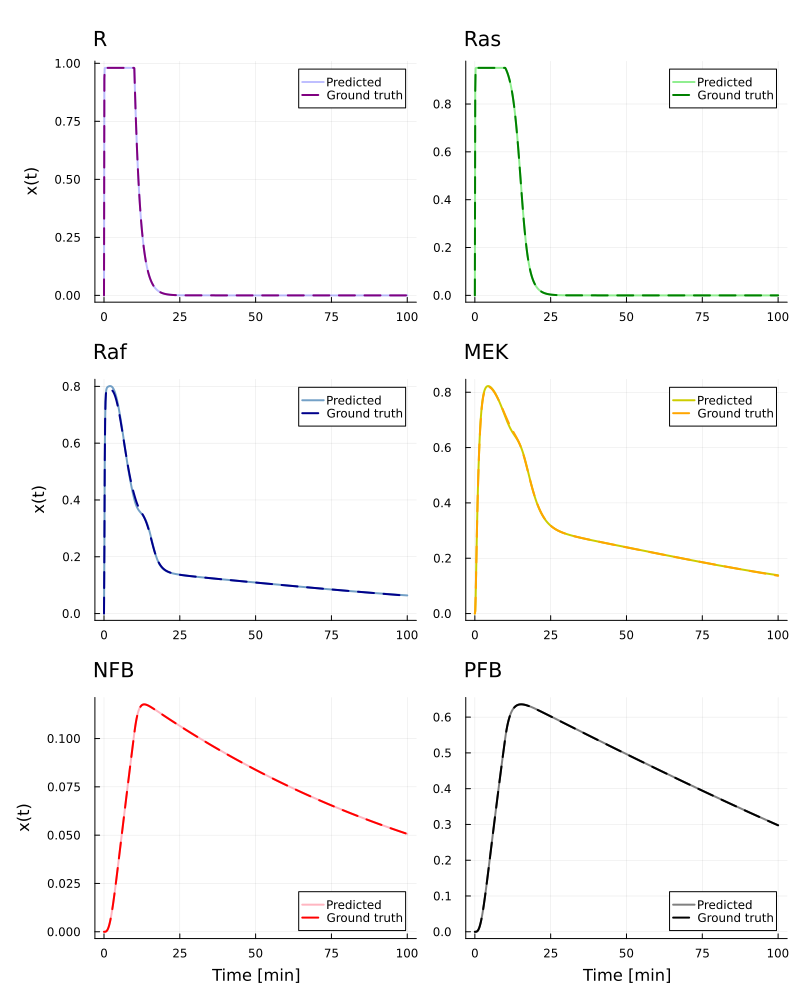 R
Ras
1.00
0.75
0.50
0.25
0.00
x(t)
Predicted
Ground truth
0 25 50 75 100
0.8
0.6
0.4
0.2
0.0
Predicted
Ground truth
0 25 50 75 100
Raf
MEK
0.8
0.6
0.4
0.2
0.0
x(t)
Predicted
Ground truth
0 25 50 75 100
0.8
0.6
0.4
0.2
0.0
Predicted
Ground truth
0 25 50 75 100
NFB
PFB
0.100
0.075
0.050
0.025
0.000
x(t)
Predicted
Ground truth
0 25 50 75 100
Time [min]
0.6
0.5
0.4
0.3
0.2
0.1
0.0
Predicted
Ground truth
0 25 50 75 100
Time [min]